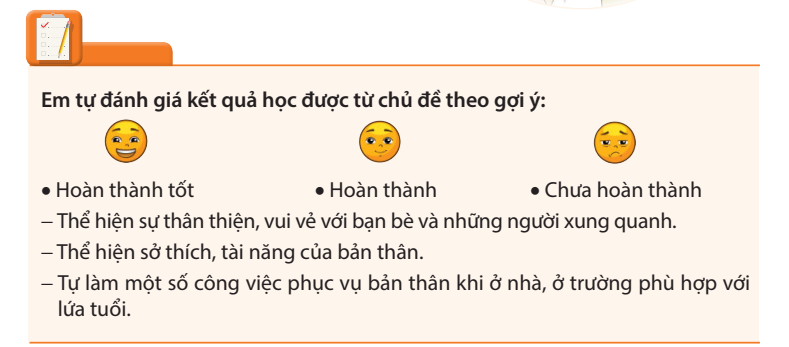 Em tự đánh giá kết quả học được từ chủ đề theo gợi ý:
• Hoàn thành tốt • Hoàn thành • Chưa hoàn thành
– Thể hiện sự thân thiện, vui vẻ với bạn bè và những người xung quanh.
– Thể hiện sở thích, tài năng của bản thân.
– Tự làm một số công việc phục vụ bản thân khi ở nhà, ở trường phù hợp với
lứa tuổi.